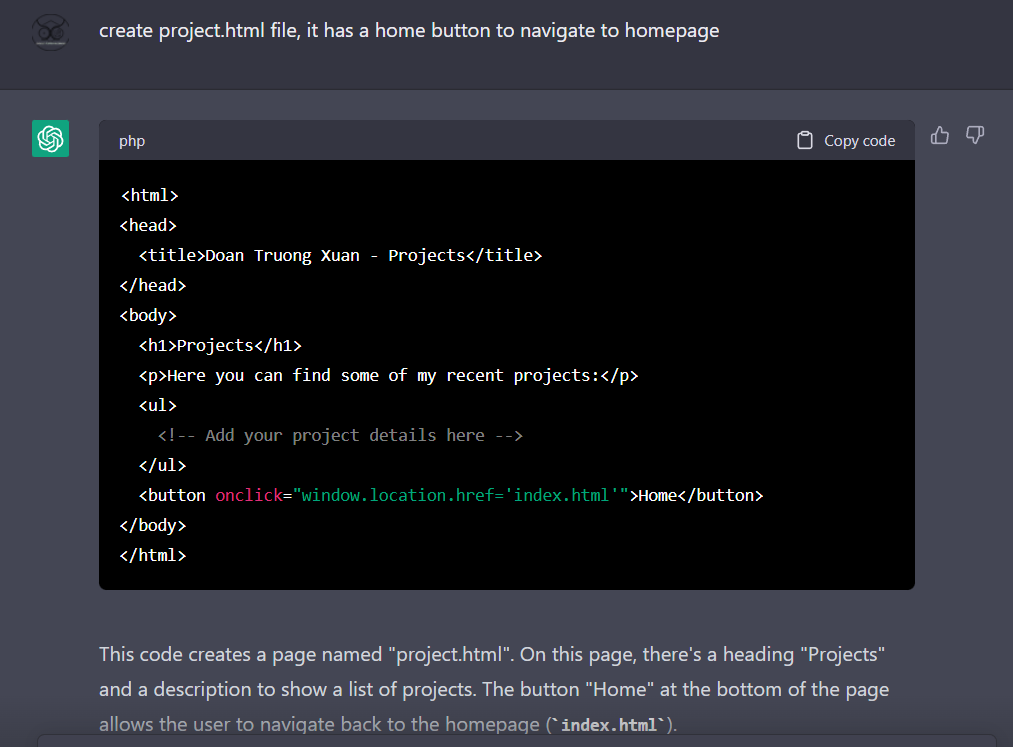 create project.html file, it has a home button to navigate to homepage
php
Copy code
<html>
<head>
<title>Doan Truong Xuan - Projects</title>
</head>
<body>
<h1>Projects</h1>
<p>Here you can find some of my recent projects:</p>
<ul>
<!-- Add your project details here -->
</ul>
<button onclick="window.location.href='index.html'">Home</button>
</body>
</html>
This code creates a page named "project.html". On this page, there's a heading "Projects"
and a description to show a list of projects. The button "Home" at the bottom of the page
allows the user to navigate back to the homepage (`index.html`).